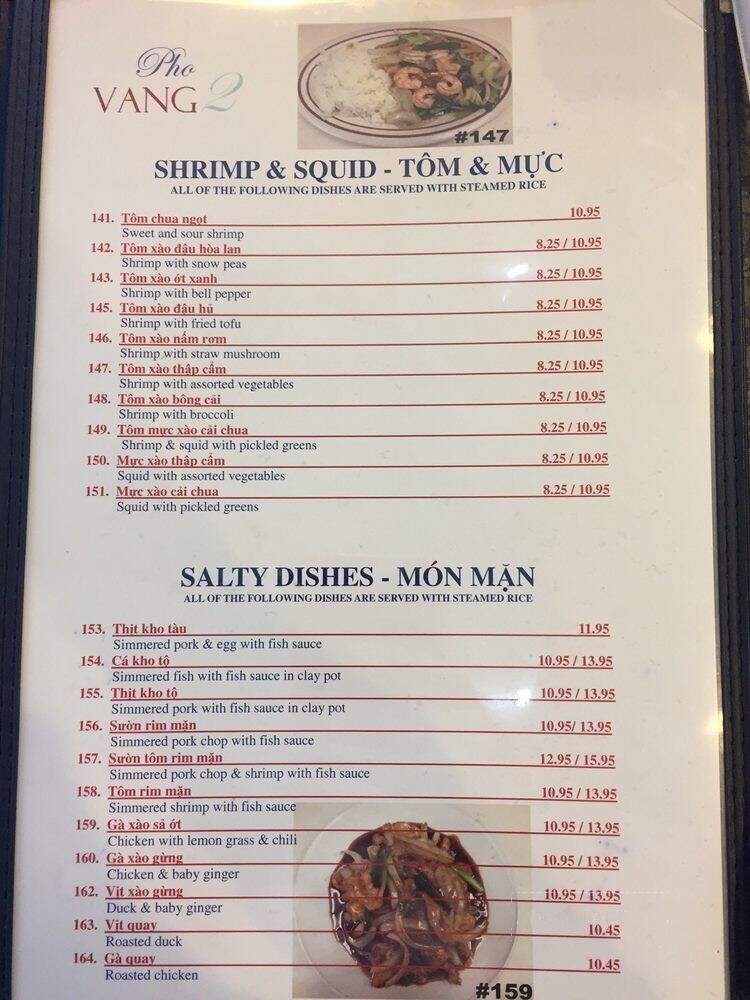 Pho
VANG 2
#147
SHRIMP & SQUID - TÔM & MỰC
ALL OF THE FOLLOWING DISHES ARE SERVED WITH STEAMED RICE
141. Tôm chua ngọt 10.95
Sweet and sour shrimp
142. Tôm xào đậu hòa lan 8.25 / 10.95
Shrimp with snow peas
143. Tôm xào ớt xanh 8.25 / 10.95
Shrimp with bell pepper
145. Tôm xào đậu hủ 8.25 / 10.95
Shrimp with fried tofu
146. Tôm xào nấm rơm 8.25 / 10.95
Shrimp with straw mushroom
147. Tôm xào thập cẩm 8.25 / 10.95
Shrimp with assorted vegetables
148. Tôm xào bông cải 8.25 / 10.95
Shrimp with broccoli
149. Tôm mực xào cải chua 8.25 / 10.95
Shrimp & squid with pickled greens
150. Mực xào thập cẩm 8.25 / 10.95
Squid with assorted vegetables
151. Mực xào cải chua 8.25 / 10.95
Squid with pickled greens
SALTY DISHES - MÓN MẶN
ALL OF THE FOLLOWING DISHES ARE SERVED WITH STEAMED RICE
153. Thịt kho tàu 11.95
Simmered pork & egg with fish sauce
154. Cá kho tộ 10.95 / 13.95
Simmered fish with fish sauce in clay pot
155. Thịt kho tộ 10.95 / 13.95
Simmered pork with fish sauce in clay pot
156. Sườn rim mặn 10.95/ 13.95
Simmered pork chop with fish sauce
157. Sườn tôm rim mặn 12.95 / 15.95
Simmered pork chop & shrimp with fish sauce
158. Tôm rim mặn 10.95 / 13.95
Simmered shrimp with fish sauce
159. Gà xào sả ớt 10.95 / 13.95
Chicken with lemon grass & chili
160. Gà xào gừng 10.95 / 13.95
Chicken & baby ginger
162. Vịt xào gừng 10.95 / 13.95
Duck & baby ginger
163. Vịt quay 10.45
Roasted duck
164. Gà quay 10.45
Roasted chicken
#159